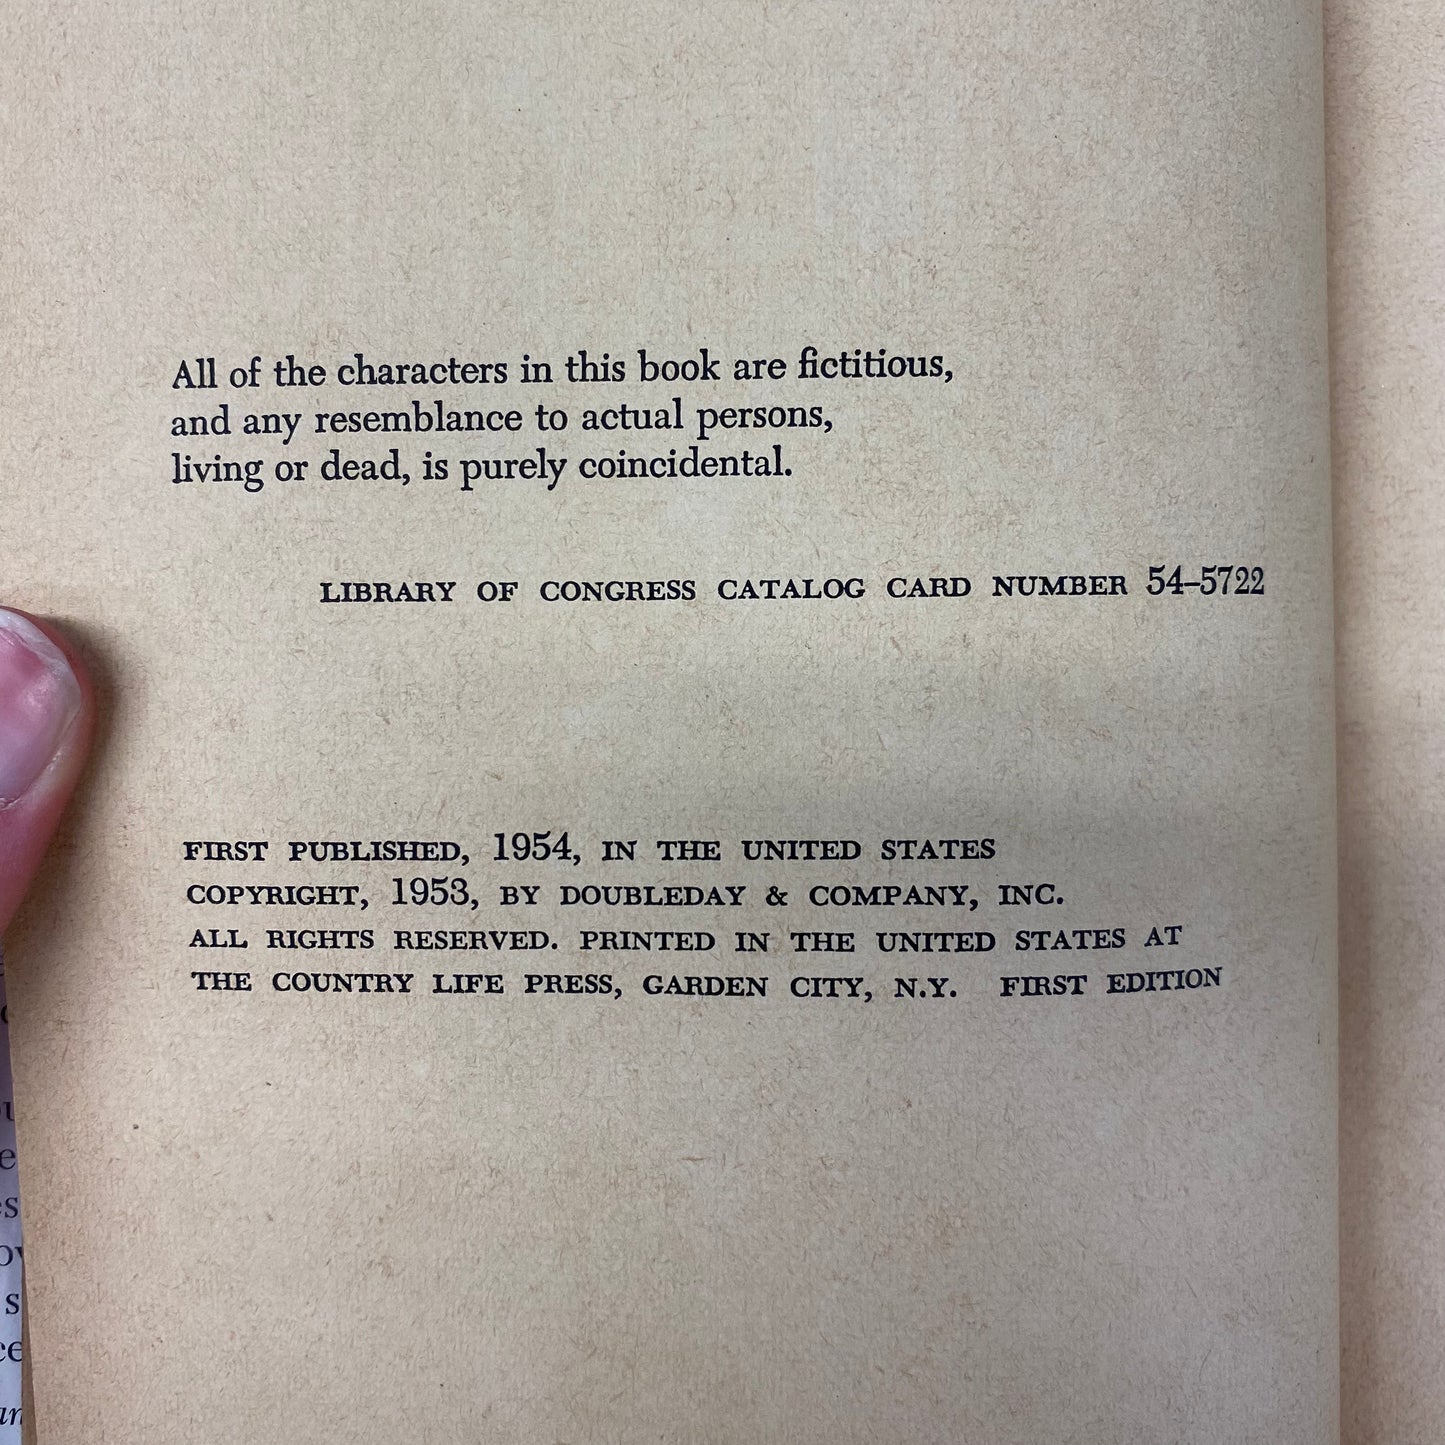 All of the characters in this book are fictitious,
and any resemblance to actual persons,
living or dead, is purely coincidental.
LIBRARY OF CONGRESS CATALOG CARD NUMBER 54–5722
FIRST PUBLISHED, 1954, IN THE UNITED STATES
COPYRIGHT, 1953, BY DOUBLEDAY & COMPANY, INC.
ALL RIGHTS RESERVED. PRINTED IN THE UNITED STATES AT
THE COUNTRY LIFE PRESS, GARDEN CITY, N.Y. FIRST EDITION